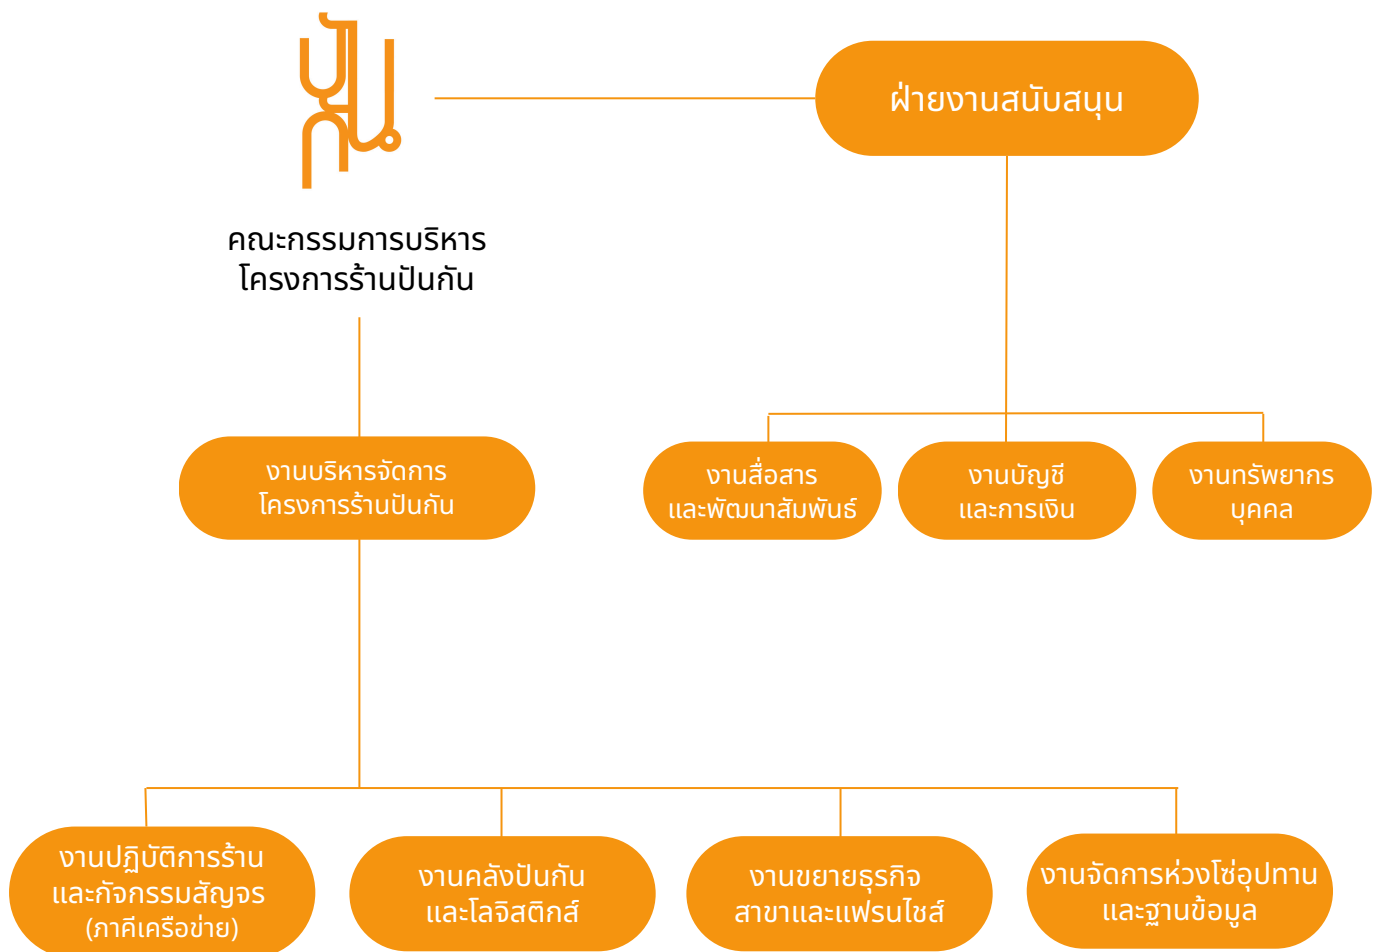 ปันกัน
ฝ่ายงานสนับสนุน
คณะกรรมการบริหาร
โครงการร้านปันกัน
งานบริหารจัดการ
โครงการร้านปันกัน
งานสื่อสาร
และพัฒนาสัมพันธ์
งานบัญชี
และการเงิน
งานทรัพยากร
บุคคล
งานปฏิบัติการร้าน
และกิจกรรมสัญจร
(ภาคีเครือข่าย)
งานคลังปันกัน
และโลจิสติกส์
งานขยายธุรกิจ
สาขาและแฟรนไชส์
งานจัดการห่วงโซ่อุปทาน
และฐานข้อมูล